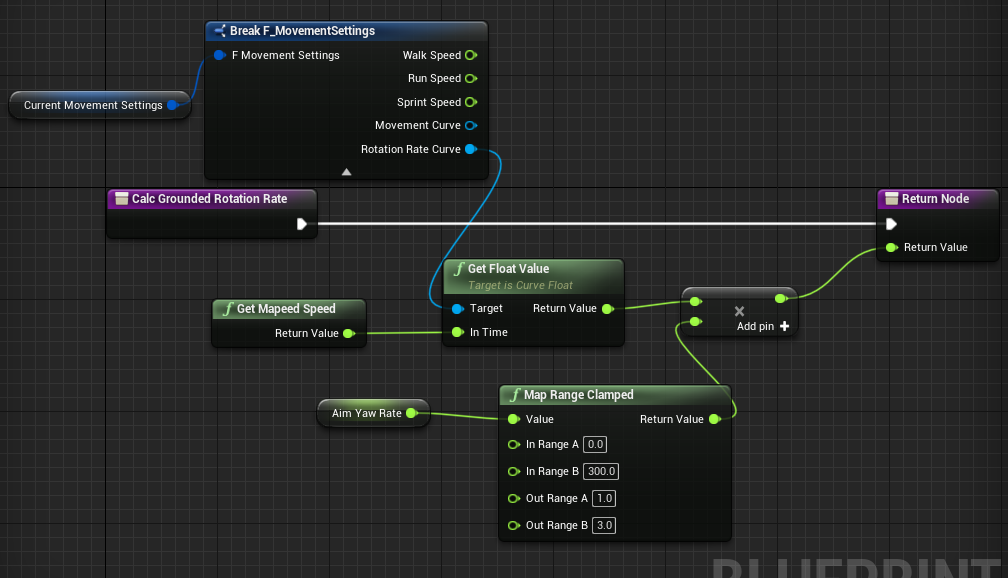 Break F_MovementSettings
F Movement Settings
Walk Speed
Run Speed
Current Movement Settings
Sprint Speed
Movement Curve
Rotation Rate Curve
Calc Grounded Rotation Rate
Return Node
Return Value
Get Float Value
Target is Curve Float
Target
Return Value
In Time
Get Mapeed Speed
Return Value
Add pin
Map Range Clamped
Aim Yaw Rate
Value
Return Value
In Range A 0.0
In Range B 300.0
Out Range A 1.0
Out Range B 3.0
BLUEPRINT